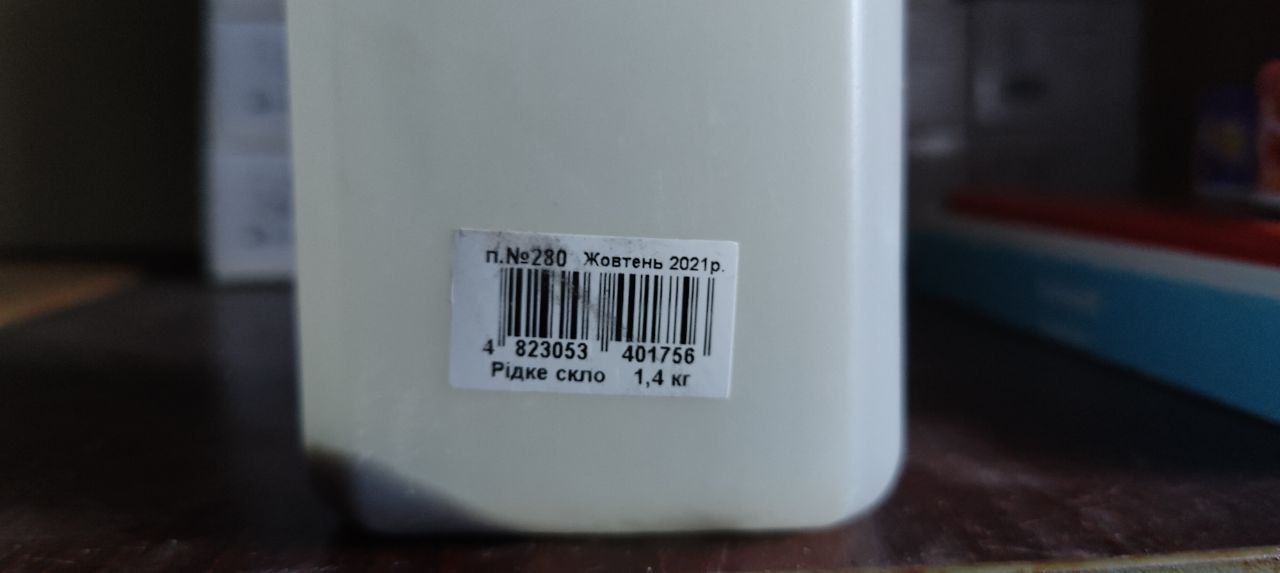 п.№280 Жовтень 2021р.
4 823053 401756
Рідке скло 1,4 кг